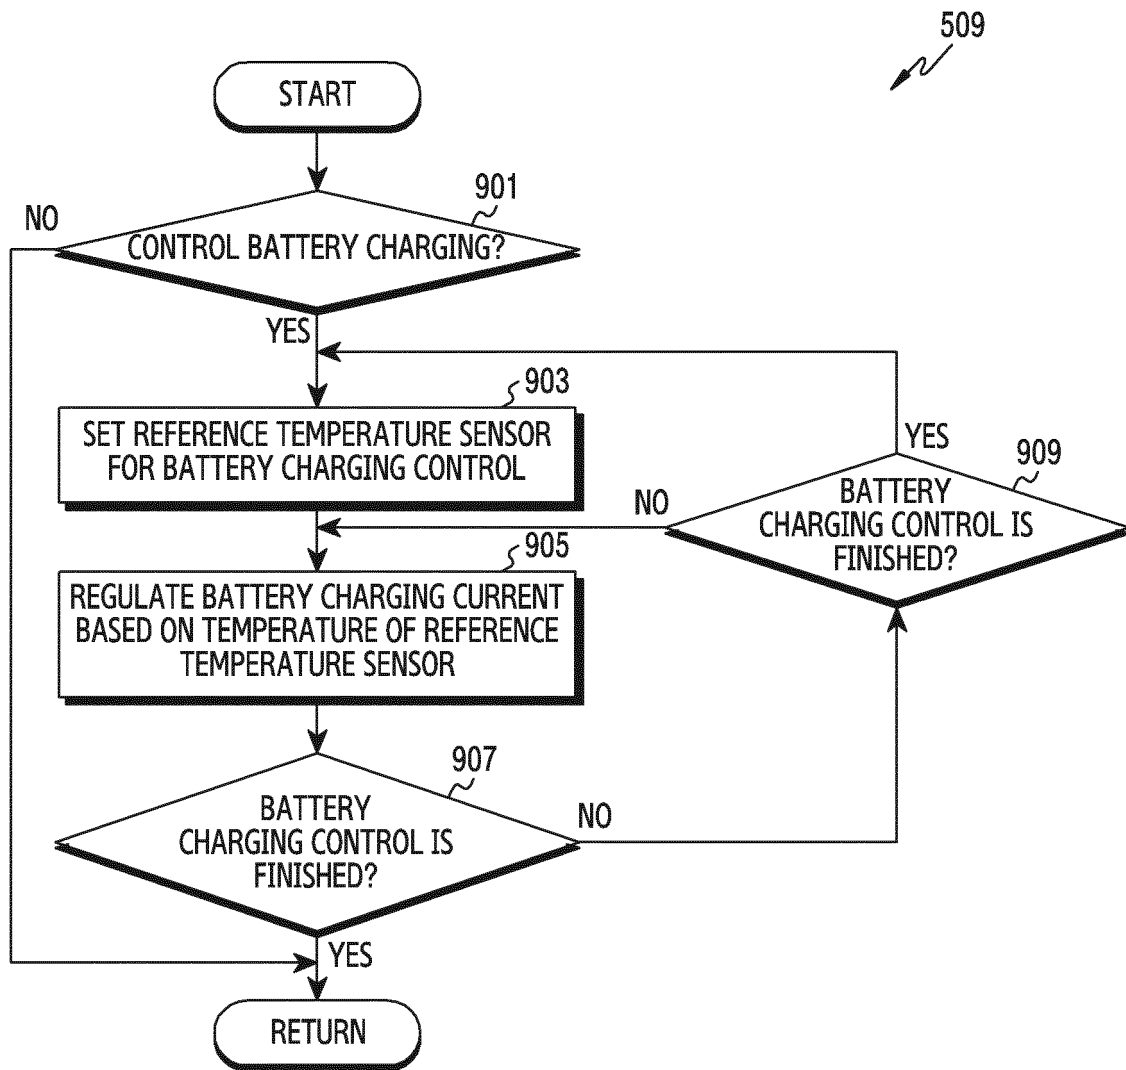 509
START
901
NO
CONTROL BATTERY CHARGING?
YES
903
SET REFERENCE TEMPERATURE SENSOR
FOR BATTERY CHARGING CONTROL
YES
909
NO
BATTERY
CHARGING CONTROL IS
FINISHED?
905
REGULATE BATTERY CHARGING CURRENT
BASED ON TEMPERATURE OF REFERENCE
TEMPERATURE SENSOR
907
BATTERY
CHARGING CONTROL IS
FINISHED?
NO
YES
RETURN